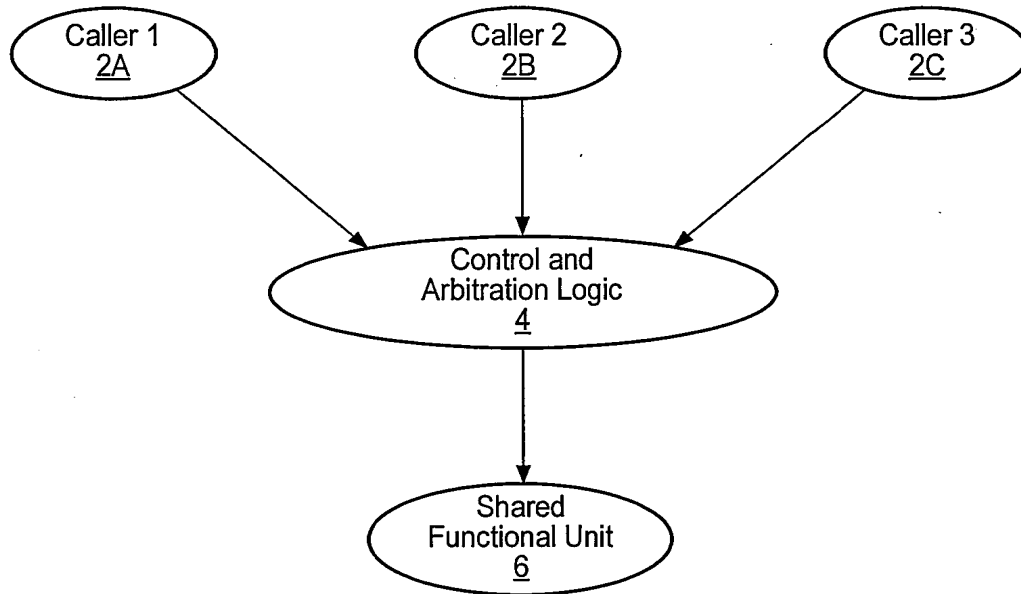 Caller 1
2A
Caller 2
2B
Caller 3
2C
Control and
Arbitration Logic
4
Shared
Functional Unit
6